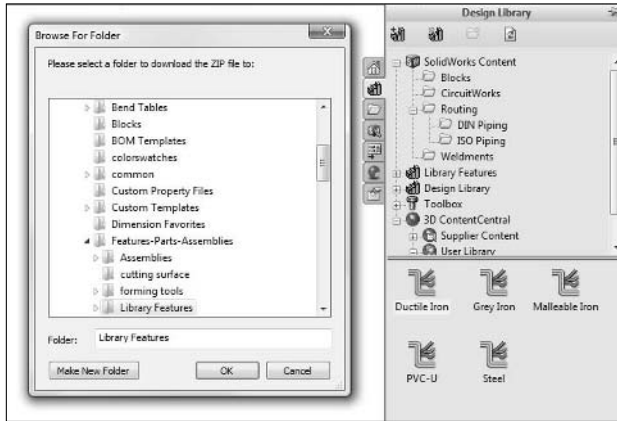 Browse For Folder
Please select a folder to download the ZIP file to:
Bend Tables
Blocks
BOM Templates
colorswatches
common
Custom Property Files
Custom Templates
Dimension Favorites
Features-Parts-Assemblies
Assemblies
cutting surface
forming tools
Library Features
Folder:
Library Features
Make New Folder
OK
Cancel
Design Library
SolidWorks Content
Blocks
CircuitWorks
Routing
DIN Piping
ISO Piping
Weldments
Library Features
Design Library
Toolbox
3D ContentCentral
Supplier Content
User Library
Ductile Iron
Grey Iron
Malleable Iron
PVC-U
Steel